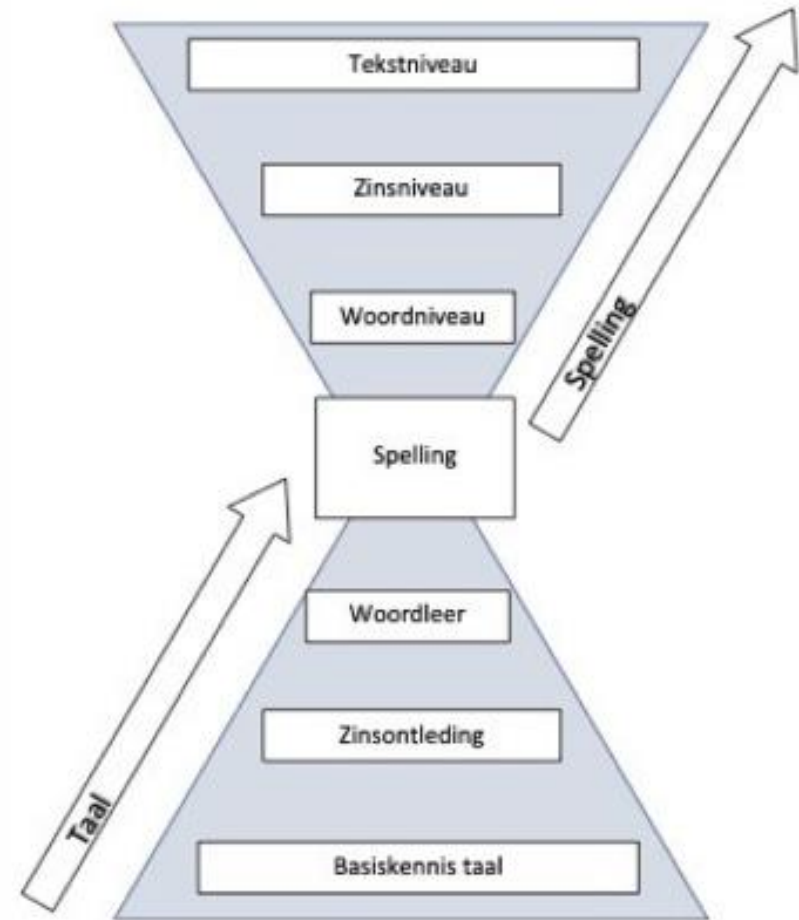 Tekstniveau
Zinsniveau
Woordniveau
Spelling
Spelling
Woordleer
Zinsontleding
Taal
Basiskennis taal